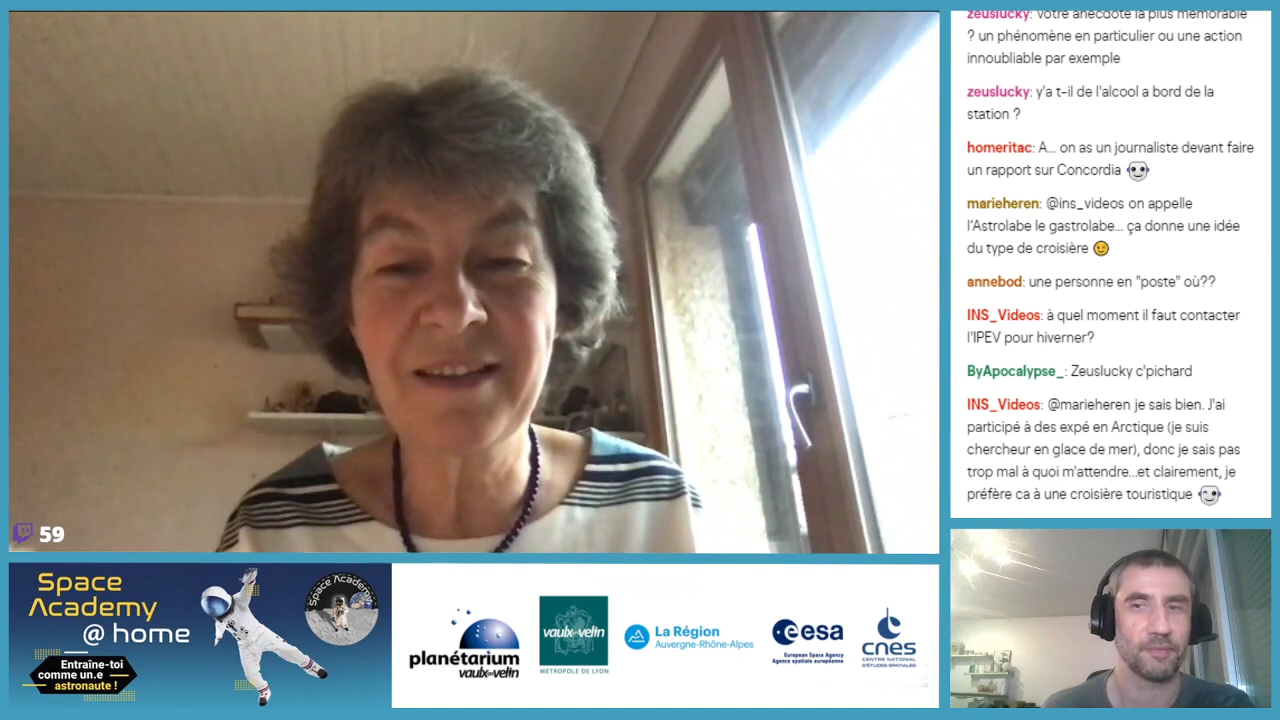 zeuslucky: votre anecdote la plus mémorable
? un phénomène en particulier ou une action
innoubliable par exemple
zeuslucky: y'a t-il de l'alcool a bord de la
station ?
homeritac: A... on as un journaliste devant faire
un rapport sur Concordia
marieheren: @ins_videos on appelle
l'Astrolabe le gastrolabe... ça donne une idée
du type de croisière
annebod: une personne en "poste" où??
INS_Videos: à quel moment il faut contacter
l'IPEV pour hiverner?
ByApocalypse_: Zeuslucky c'pichard
INS_Videos: @marieheren je sais bien. J'ai
participé à des expé en Arctique (je suis
chercheur en glace de mer), donc je sais pas
trop mal à quoi m'attendre...et clairement, je
préfère ca à une croisière touristique
59
Space
Academy
@ home
Entraîne-toi
comme un.e
astronaute !
Space Academy
planétarium
vaulx en velin
vaulx en velin
MÉTROPOLE DE LYON
La Région
Auvergne-Rhône-Alpes
esa
European Space Agency
Agence spatiale européenne
cnes
CENTRE NATIONAL
D'ÉTUDES SPATIALES